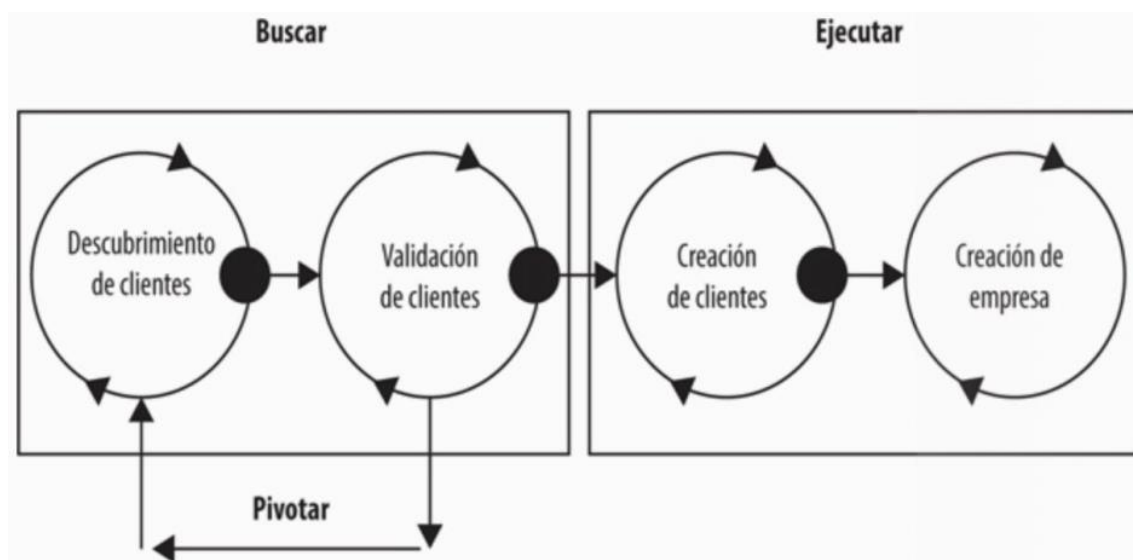 Buscar
Ejecutar
Descubrimiento
de clientes
Validación
de clientes
Creación
de clientes
Creación de
empresa
Pivotar